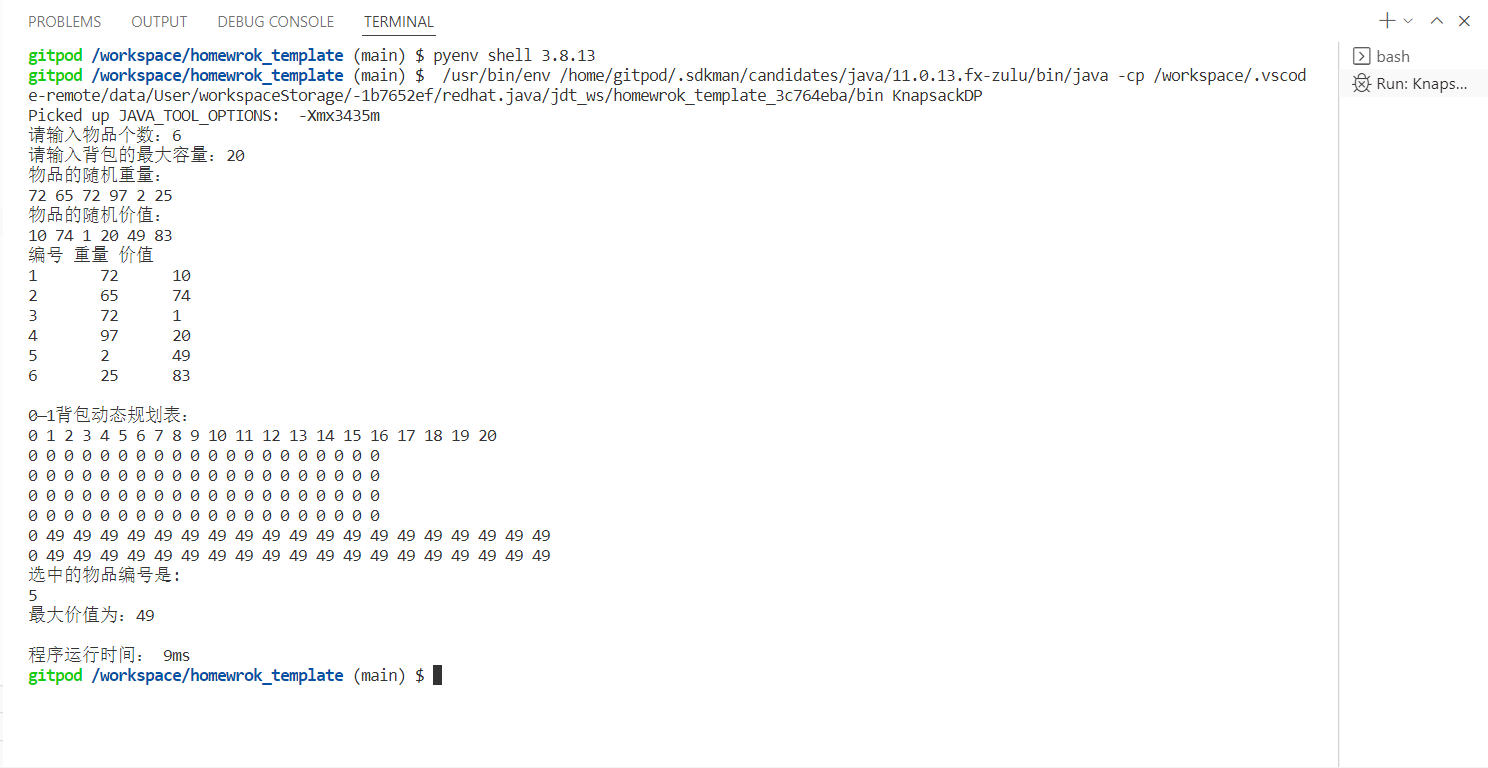 PROBLEMS OUTPUT DEBUG CONSOLE TERMINAL
gitpod /workspace/homewrok_template (main) $ pyenv shell 3.8.13
gitpod /workspace/homewrok_template (main) $  /usr/bin/env /home/gitpod/.sdkman/candidates/java/11.0.13.fx-zulu/bin/java -cp /workspace/.vscod
e-remote/data/User/workspaceStorage/-1b7652ef/redhat.java/jdt_ws/homewrok_template_3c764eba/bin KnapsackDP
Picked up JAVA_TOOL_OPTIONS:  -Xmx3435m
请输入物品个数：6
请输入背包的最大容量：20
物品的随机重量：
72 65 72 97 2 25
物品的随机价值：
10 74 1 20 49 83
编号 重量 价值
1 72 10
2 65 74
3 72 1
4 97 20
5 2 49
6 25 83
0—1背包动态规划表：
0 1 2 3 4 5 6 7 8 9 10 11 12 13 14 15 16 17 18 19 20
0 0 0 0 0 0 0 0 0 0 0 0 0 0 0 0 0 0 0 0
0 0 0 0 0 0 0 0 0 0 0 0 0 0 0 0 0 0 0 0
0 0 0 0 0 0 0 0 0 0 0 0 0 0 0 0 0 0 0 0
0 0 0 0 0 0 0 0 0 0 0 0 0 0 0 0 0 0 0 0
0 49 49 49 49 49 49 49 49 49 49 49 49 49 49 49 49 49 49 49
0 49 49 49 49 49 49 49 49 49 49 49 49 49 49 49 49 49 49 49
选中的物品编号是:
5
最大价值为：49
程序运行时间： 9ms
gitpod /workspace/homewrok_template (main) $
bash
Run: Knaps...